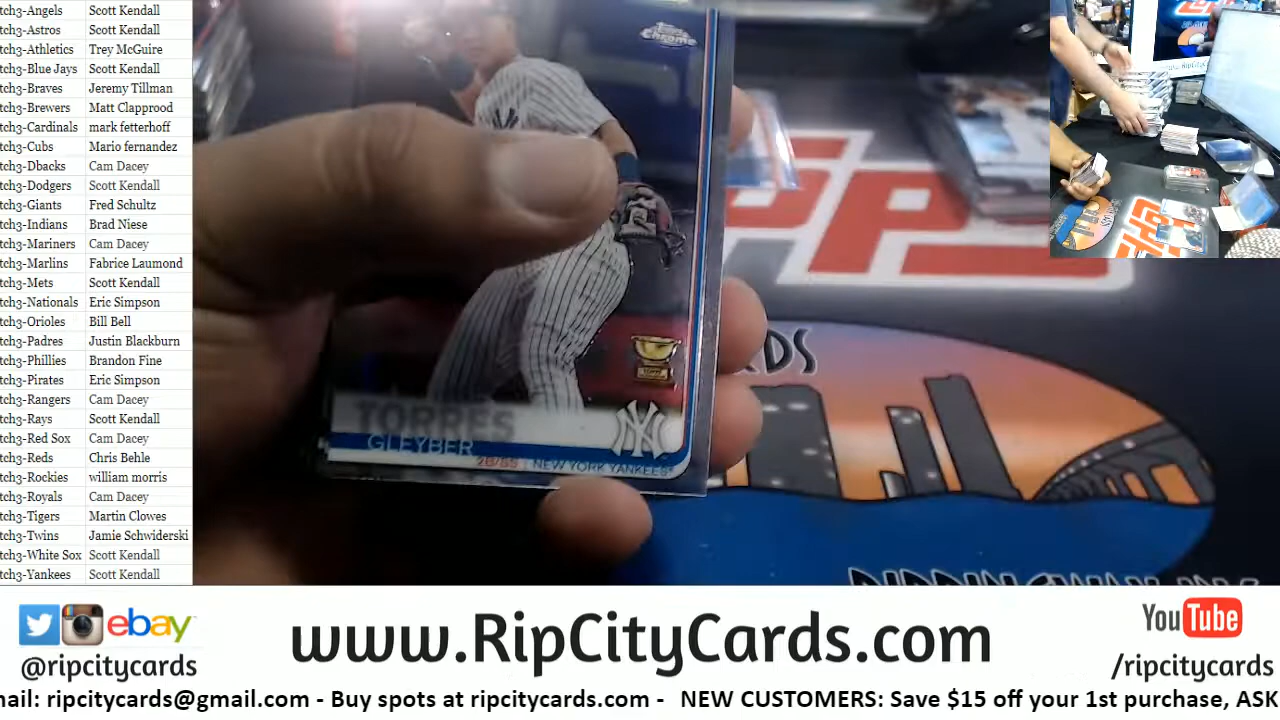 tch3-Angels Scott Kendall
tch3-Astros Scott Kendall
tch3-Athletics Trey McGuire
tch3-Blue Jays Scott Kendall
tch3-Braves Jeremy Tillman
tch3-Brewers Matt Clapprood
tch3-Cardinals mark fetterhoff
tch3-Cubs Mario fernandez
tch3-Dbacks Cam Dacey
tch3-Dodgers Scott Kendall
tch3-Giants Fred Schultz
tch3-Indians Brad Niese
tch3-Mariners Cam Dacey
tch3-Marlins Fabrice Laumond
tch3-Mets Scott Kendall
tch3-Nationals Eric Simpson
tch3-Orioles Bill Bell
tch3-Padres Justin Blackburn
tch3-Phillies Brandon Fine
tch3-Pirates Eric Simpson
tch3-Rangers Cam Dacey
tch3-Rays Scott Kendall
tch3-Red Sox Cam Dacey
tch3-Reds Chris Behle
tch3-Rockies william morris
tch3-Royals Cam Dacey
tch3-Tigers Martin Clowes
tch3-Twins Jamie Schwiderski
tch3-White Sox Scott Kendall
tch3-Yankees Scott Kendall
Chrome
TORRES
GLEYBER
NEW YORK YANKEES
NY
RDS
ebay
@ripcitycards
www.RipCityCards.com
YouTube
/ripcitycards
nail: ripcitycards@gmail.com - Buy spots at ripcitycards.com - NEW CUSTOMERS: Save $15 off your 1st purchase, ASK